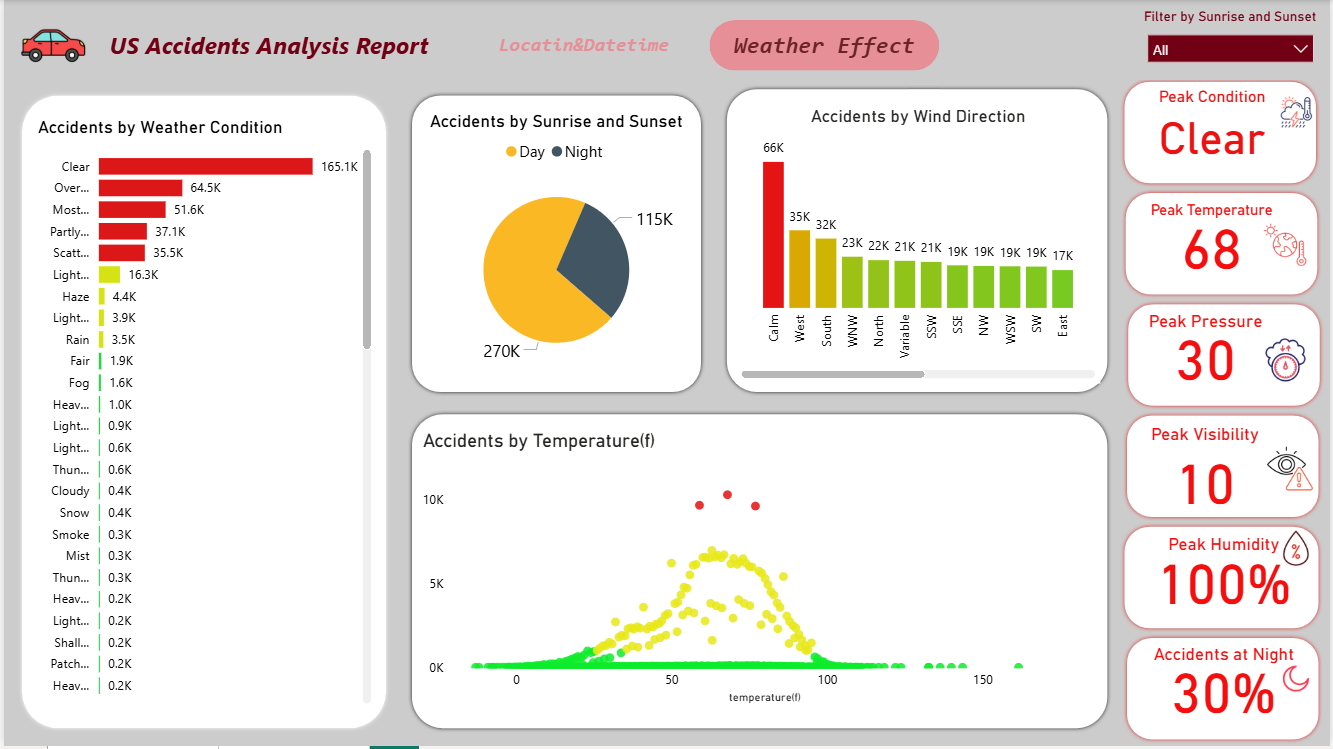 US Accidents Analysis Report
Locatin&Datetime
Weather Effect
Filter by Sunrise and Sunset
All
Accidents by Weather Condition
Clear 165.1K
Over... 64.5K
Most... 51.6K
Partly... 37.1K
Scatt... 35.5K
Light... 16.3K
Haze 4.4K
Light... 3.9K
Rain 3.5K
Fair 1.9K
Fog 1.6K
Heav... 1.0K
Light... 0.9K
Light... 0.6K
Thun... 0.6K
Cloudy 0.4K
Snow 0.4K
Smoke 0.3K
Mist 0.3K
Thun... 0.3K
Heav... 0.2K
Light... 0.2K
Shall... 0.2K
Patch... 0.2K
Heav... 0.2K
Accidents by Sunrise and Sunset
Day Night
115K
270K
Accidents by Wind Direction
66K 35K 32K 23K 22K 21K 21K 19K 19K 19K 19K 17K
Calm West South WNW North Variable SSW SSE NW WSW SW East
Accidents by Temperature(f)
10K
5K
0K
0 50 100 150
temperature(f)
Peak Condition
Clear
Peak Temperature
68
Peak Pressure
30
Peak Visibility
10
Peak Humidity
%
100%
Accidents at Night
30%